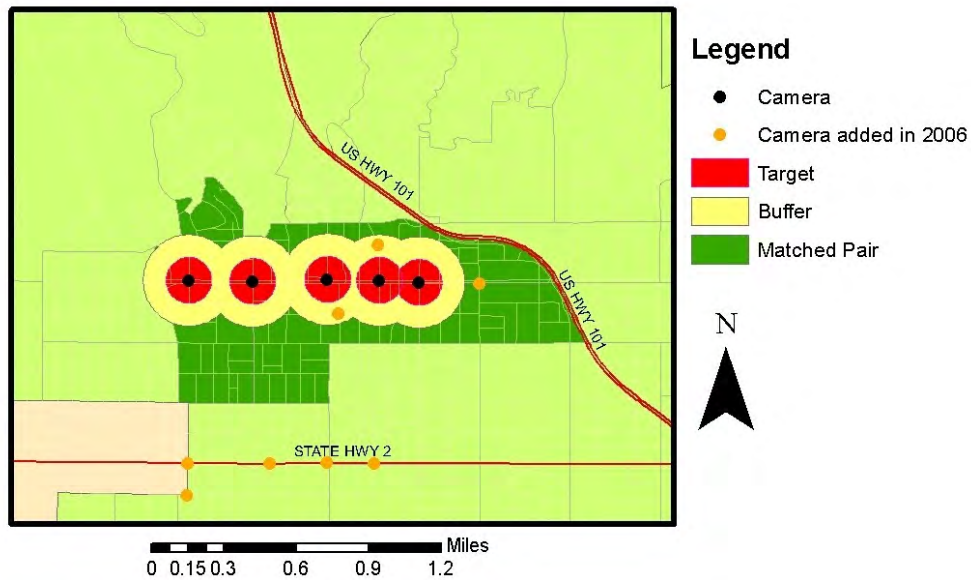 US HWY 101
US HWY 101
STATE HWY 2
Legend
Camera
Camera added in 2006
Target
Buffer
Matched Pair
N
Miles
0 0.15 0.3 0.6 0.9 1.2